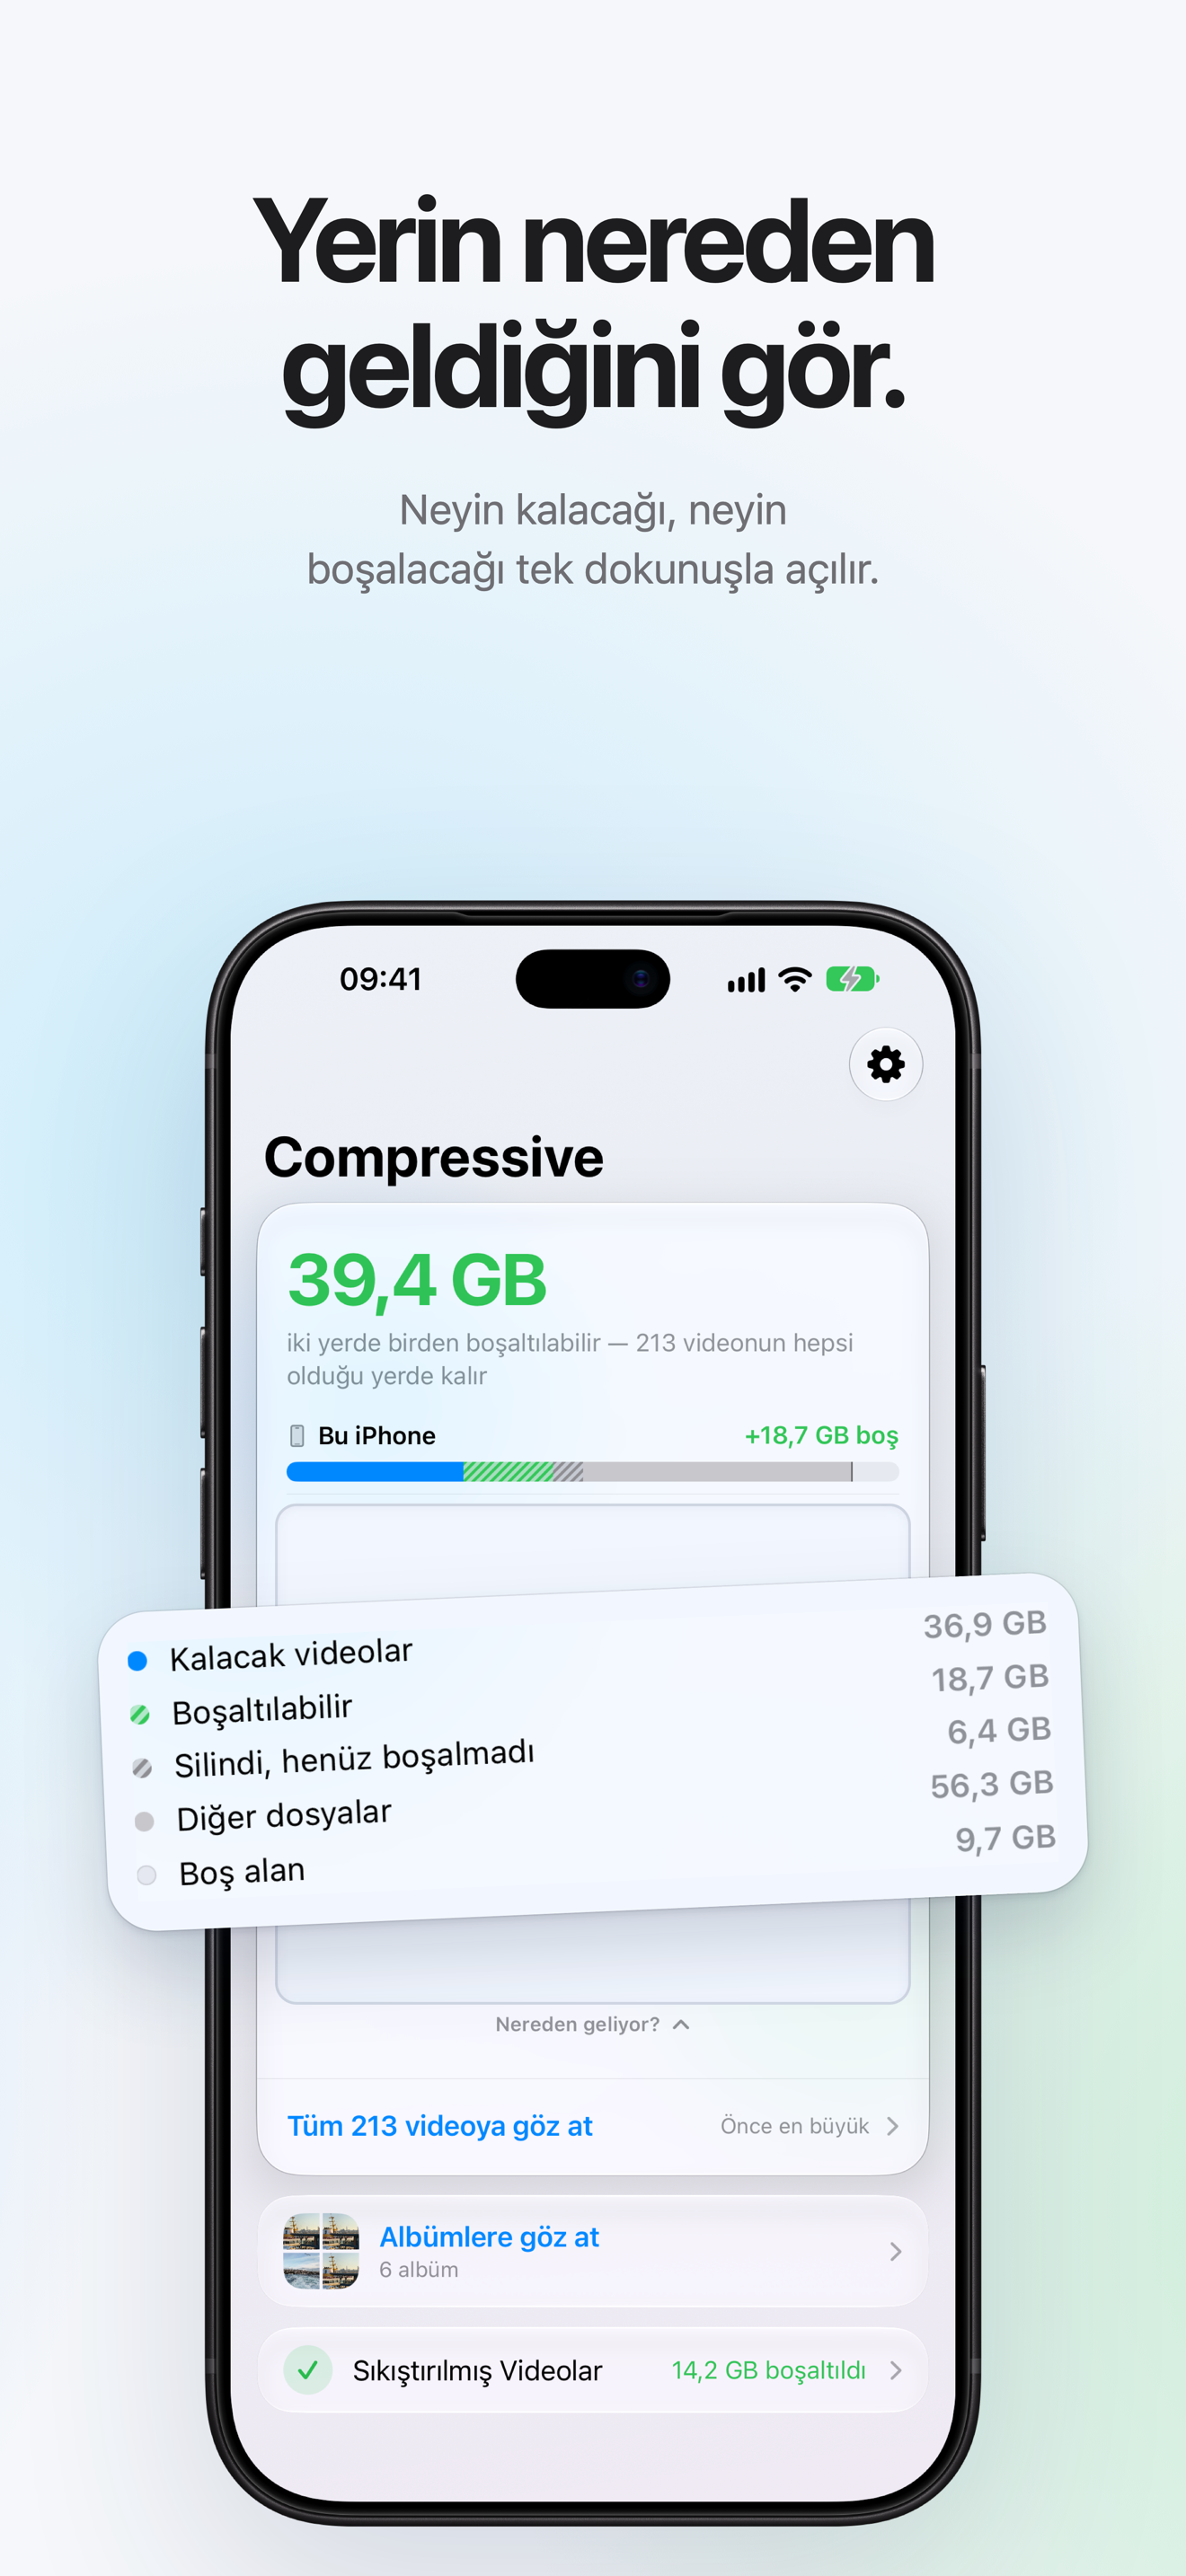 Yerin nereden
geldiğini gör.
Neyin kalacağı, neyin
boşalacağı tek dokunuşla açılır.
09:41
Compressive
39,4 GB
iki yerde birden boşaltılabilir — 213 videonun hepsi
olduğu yerde kalır
Bu iPhone +18,7 GB boş
Kalacak videolar 36,9 GB
Boşaltılabilir 18,7 GB
Silindi, henüz boşalmadı 6,4 GB
Diğer dosyalar 56,3 GB
Boş alan 9,7 GB
Nereden geliyor?
Tüm 213 videoya göz at Önce en büyük
Albümlere göz at
6 albüm
Sıkıştırılmış Videolar 14,2 GB boşaltıldı